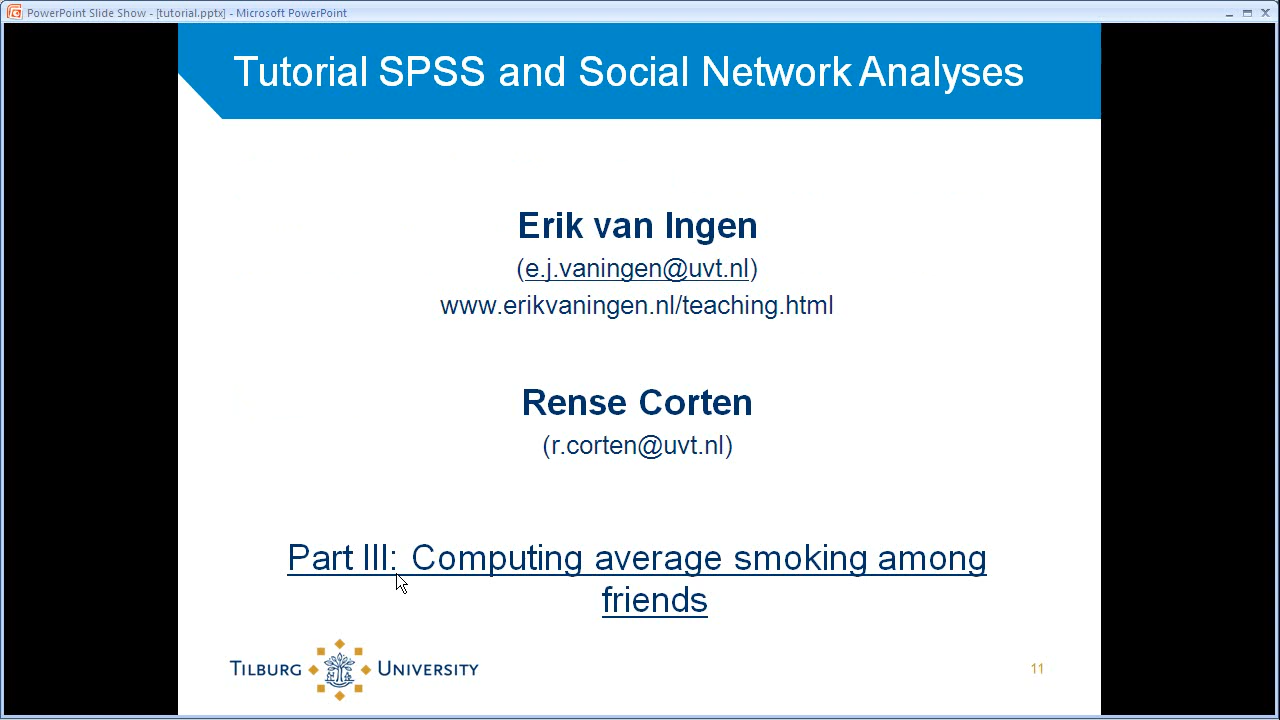 PowerPoint Slide Show - [tutorial.pptx] - Microsoft PowerPoint
Tutorial SPSS and Social Network Analyses
Erik van Ingen
(e.j.vaningen@uvt.nl)
www.erikvaningen.nl/teaching.html
Rense Corten
(r.corten@uvt.nl)
Part III: Computing average smoking among
friends
TILBURG UNIVERSITY
11